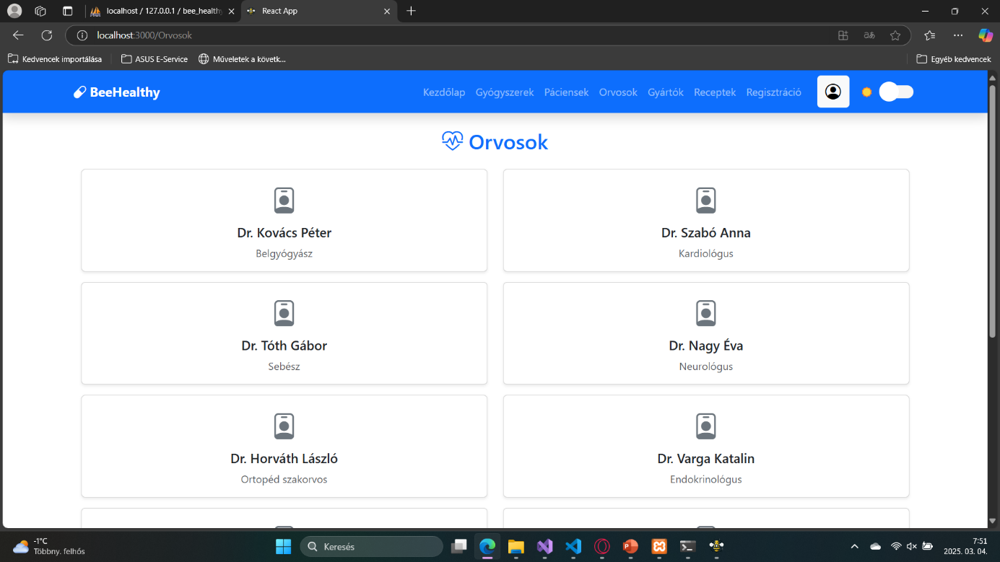 localhost / 127.0.0.1 / bee_healthy
React App
localhost:3000/Orvosok
Kedvencek importálása
ASUS E-Service
Műveletek a követk...
Egyéb kedvencek
BeeHealthy
Kezdőlap Gyógyszerek Páciensek Orvosok Gyártók Receptek Regisztráció
Orvosok
Dr. Kovács Péter
Belgyógyász
Dr. Szabó Anna
Kardiológus
Dr. Tóth Gábor
Sebész
Dr. Nagy Éva
Neurológus
Dr. Horváth László
Ortopéd szakorvos
Dr. Varga Katalin
Endokrinológus
-1°C
Többny. felhős
Keresés
7:51
2025. 03. 04.